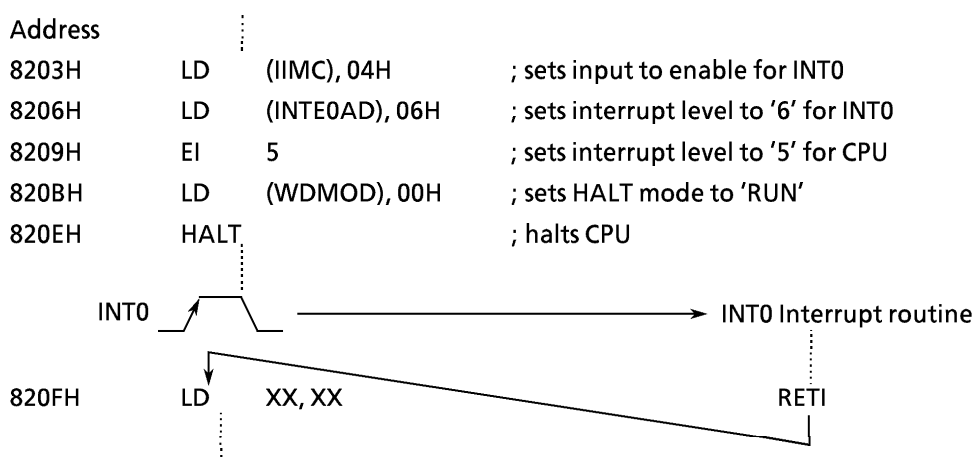 Address
8203H LD (IIMC), 04H ; sets input to enable for INT0
8206H LD (INTE0AD), 06H ; sets interrupt level to '6' for INT0
8209H EI 5 ; sets interrupt level to '5' for CPU
820BH LD (WDMOD), 00H ; sets HALT mode to 'RUN'
820EH HALT ; halts CPU
INT0 INT0 Interrupt routine
820FH LD XX, XX RETI